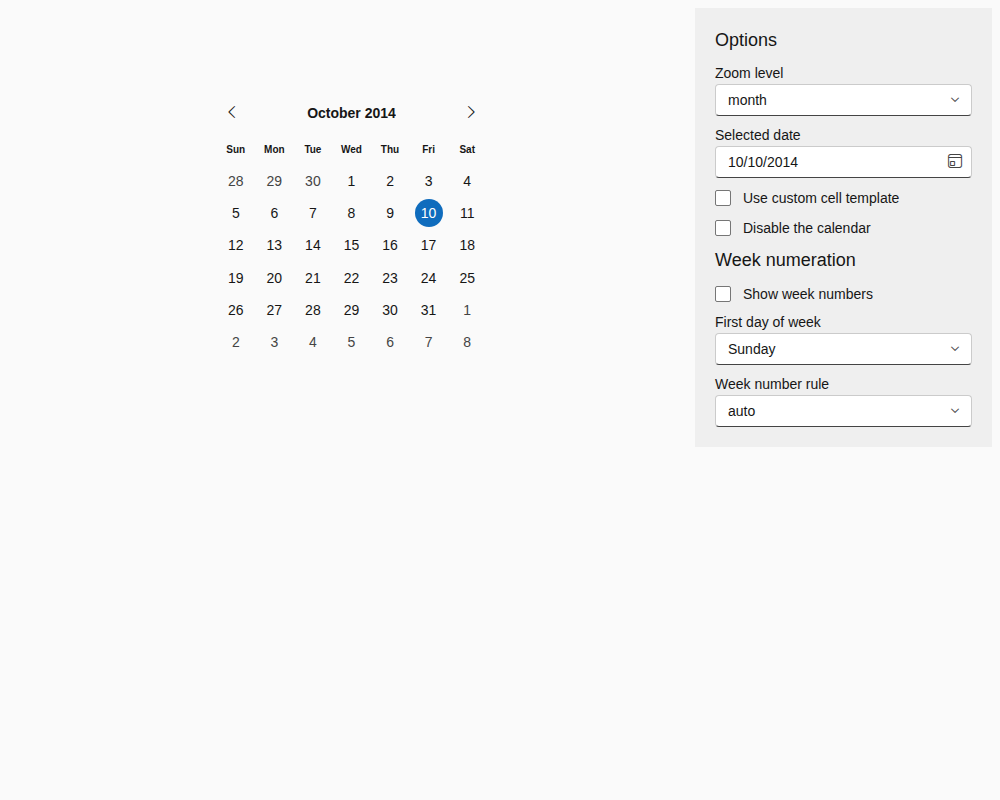 October 2014
Sun Mon Tue Wed Thu Fri Sat
28 29 30 1 2 3 4
5 6 7 8 9 10 11
12 13 14 15 16 17 18
19 20 21 22 23 24 25
26 27 28 29 30 31 1
2 3 4 5 6 7 8
Options
Zoom level
month
Selected date
10/10/2014
Use custom cell template
Disable the calendar
Week numeration
Show week numbers
First day of week
Sunday
Week number rule
auto